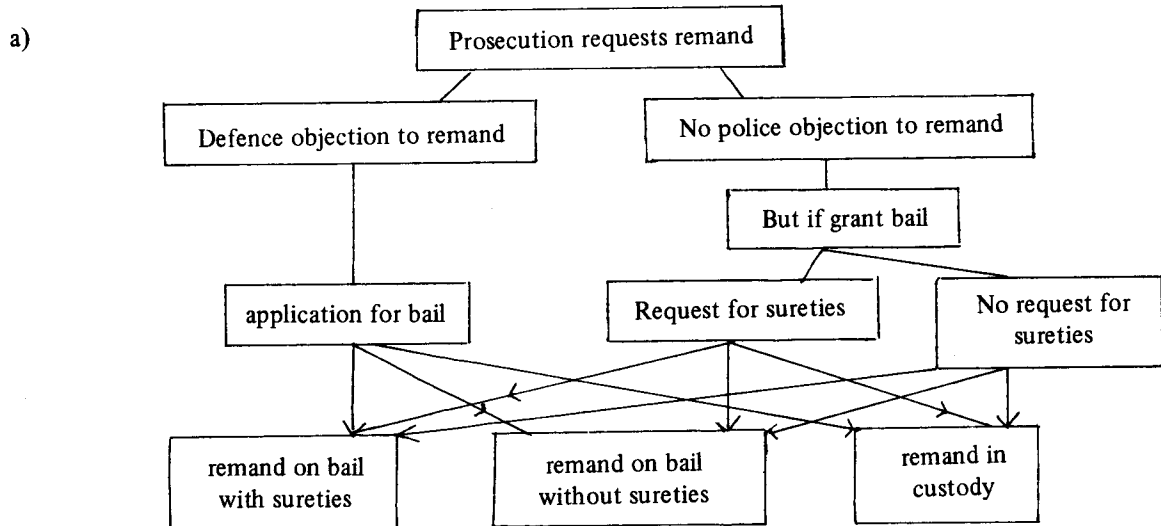 a)
Prosecution requests remand
Defence objection to remand
No police objection to remand
But if grant bail
application for bail
Request for sureties
No request for
sureties
remand on bail
with sureties
remand on bail
without sureties
remand in
custody